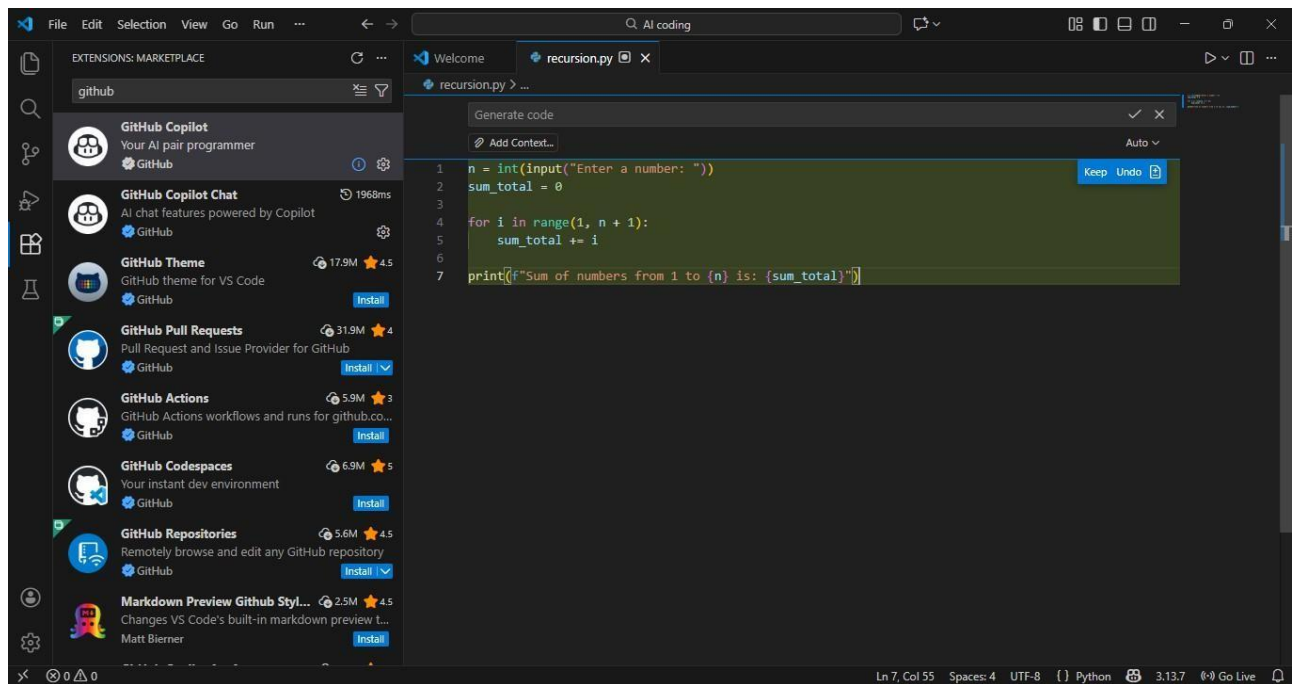 File Edit Selection View Go Run ··· AI coding
EXTENSIONS: MARKETPLACE
github
GitHub Copilot
Your AI pair programmer
GitHub
GitHub Copilot Chat 1968ms
AI chat features powered by Copilot
GitHub
GitHub Theme 17.9M 4.5
GitHub theme for VS Code
GitHub Install
GitHub Pull Requests 31.9M 4
Pull Request and Issue Provider for GitHub
GitHub Install
GitHub Actions 5.9M 3
GitHub Actions workflows and runs for github.co...
GitHub Install
GitHub Codespaces 6.9M 5
Your instant dev environment
GitHub Install
GitHub Repositories 5.6M 4.5
Remotely browse and edit any GitHub repository
GitHub Install
Markdown Preview Github Styl... 2.5M 4.5
Changes VS Code's built-in markdown preview t...
Matt Bierner Install
Welcome recursion.py
recursion.py > ...
Generate code
Add Context... Auto
Keep Undo
1 n = int(input("Enter a number: "))
2 sum_total = 0
3
4 for i in range(1, n + 1):
5     sum_total += i
6
7 print(f"Sum of numbers from 1 to {n} is: {sum_total}")
0 0 Ln 7, Col 55 Spaces: 4 UTF-8 {} Python 3.13.7 Go Live